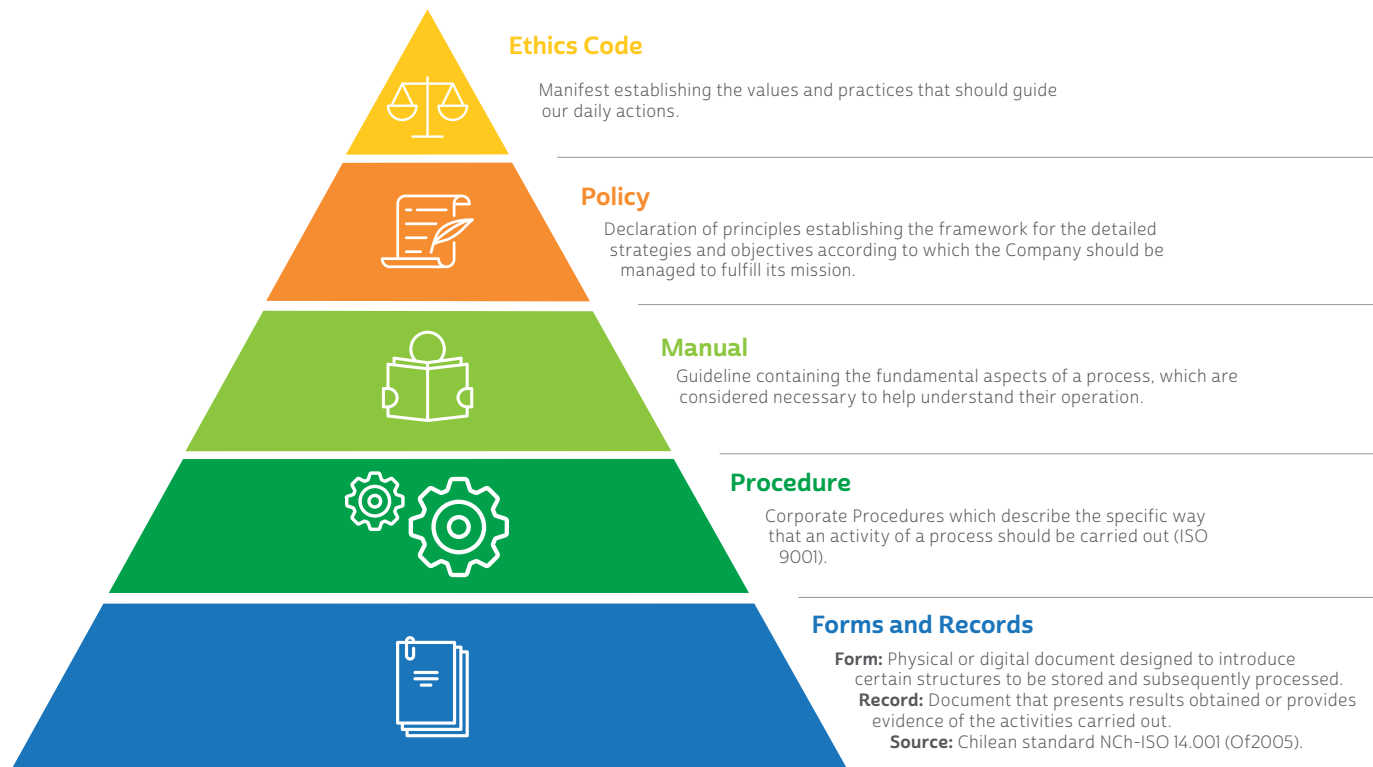 Ethics Code
Manifest establishing the values and practices that should guide
our daily actions.
Policy
Declaration of principles establishing the framework for the detailed
strategies and objectives according to which the Company should be
managed to fulfill its mission.
Manual
Guideline containing the fundamental aspects of a process, which are
considered necessary to help understand their operation.
Procedure
Corporate Procedures which describe the specific way
that an activity of a process should be carried out (ISO
9001).
Forms and Records
Form: Physical or digital document designed to introduce
certain structures to be stored and subsequently processed.
Record: Document that presents results obtained or provides
evidence of the activities carried out.
Source: Chilean standard NCh-ISO 14.001 (Of2005).